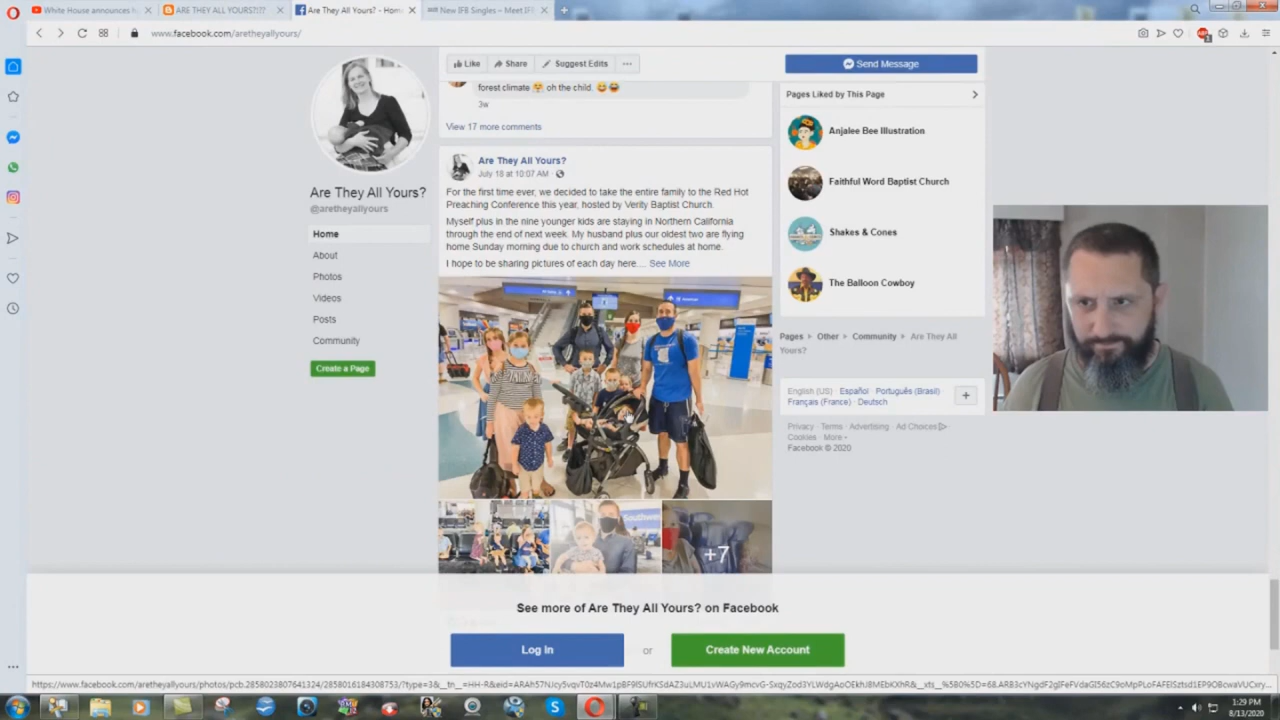 White House announces h
ARE THEY ALL YOURS?!?
Are They All Yours? - Home
New IFB Singles – Meet IFB
www.facebook.com/aretheyallyours/
Like
Share
Suggest Edits
Send Message
forest climate 🤗 oh the child. 😅😂
3w
View 17 more comments
Are They All Yours?
July 18 at 10:07 AM
For the first time ever, we decided to take the entire family to the Red Hot
Preaching Conference this year, hosted by Verity Baptist Church.
Myself plus in the nine younger kids are staying in Northern California
through the end of next week. My husband plus our oldest two are flying
home Sunday morning due to church and work schedules at home.
I hope to be sharing pictures of each day here.... See More
Southwes
+7
Are They All Yours?
@aretheyallyours
Home
About
Photos
Videos
Posts
Community
Create a Page
Pages Liked by This Page
Anjalee Bee Illustration
Faithful Word Baptist Church
Shakes & Cones
The Balloon Cowboy
Pages
Other
Community
Are They All
Yours?
English (US) · Español · Português (Brasil) ·
Français (France) · Deutsch
Privacy · Terms · Advertising · Ad Choices
Cookies · More
Facebook © 2020
See more of Are They All Yours? on Facebook
Log In
or
Create New Account
1:29 PM
8/13/2020